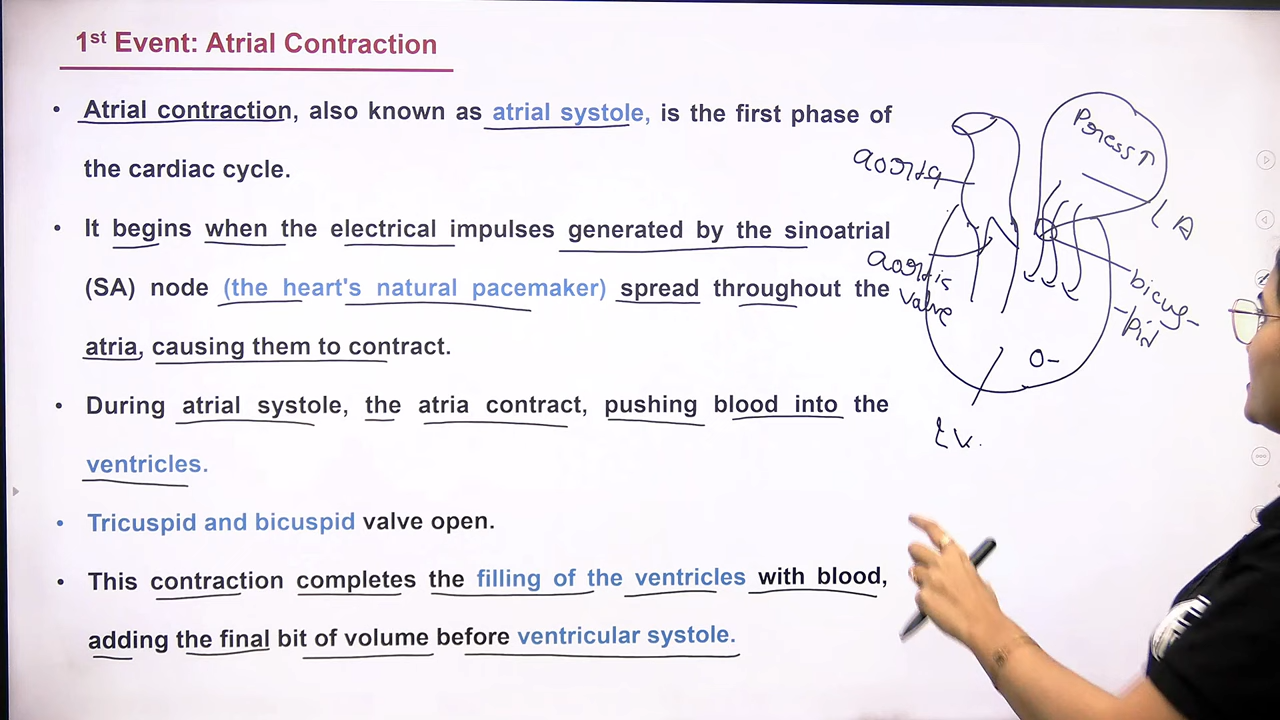 1st Event: Atrial Contraction
• Atrial contraction, also known as atrial systole, is the first phase of
the cardiac cycle.
• It begins when the electrical impulses generated by the sinoatrial
(SA) node (the heart's natural pacemaker) spread throughout the
atria, causing them to contract.
• During atrial systole, the atria contract, pushing blood into the
ventricles.
• Tricuspid and bicuspid valve open.
• This contraction completes the filling of the ventricles with blood,
adding the final bit of volume before ventricular systole.
Press↑
aorta
LA
aortis
valve
bicus-
-pid
0-